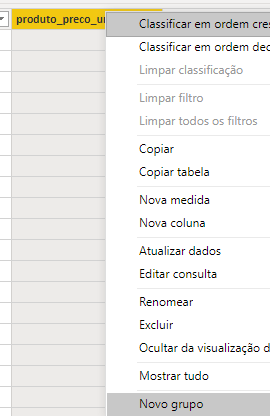 produto_preco_u
Classificar em ordem cres
Classificar em ordem dec
Limpar classificação
Limpar filtro
Limpar todos os filtros
Copiar
Copiar tabela
Nova medida
Nova coluna
Atualizar dados
Editar consulta
Renomear
Excluir
Ocultar da visualização d
Mostrar tudo
Novo grupo